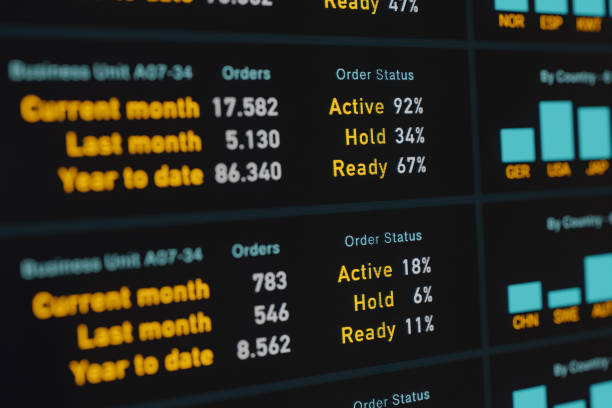 Ready 47%
NOR ESP KWT
Business Unit A07-34 Orders Order Status By Country
Current month 17.582 Active 92%
Last month 5.130 Hold 34%
Year to date 86.340 Ready 67%
GER USA JAP
Business Unit A07-34 Orders Order Status By Country
Current month 783 Active 18%
Last month 546 Hold 6%
Year to date 8.562 Ready 11%
CHN SWE
Order Status By Country